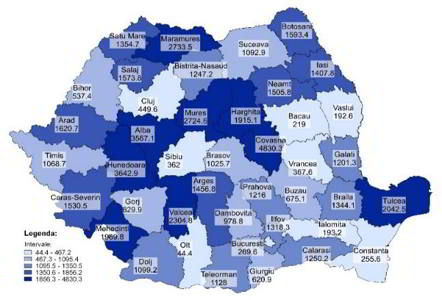 Botosani
1593.4
Satu Mare
1354.7
Maramures
2733.5
Suceava
1092.9
Iasi
1407.8
Salaj
1573.8
Bistrita-Nasaud
1247.2
Neamt
1505.8
Bihor
537.4
Cluj
449.6
Mures
2724.6
Harghita
1915.1
Bacau
219
Vaslui
192.6
Arad
1620.7
Alba
3567.1
Covasna
4830.3
Timis
1068.7
Hunedoara
3642.9
Sibiu
362
Brasov
1025.7
Vrancea
367.6
Galati
1201.3
Caras-Severin
1530.5
Gorj
829.9
Valcea
2304.8
Arges
1456.8
Prahova
1216
Buzau
675.1
Braila
1344.1
Tulcea
2042.5
Mehedinti
1989.8
Dambovita
978.8
Ilfov
1318.3
Ialomita
193.2
Olt
44.4
Bucuresti
269.6
Calarasi
1250.2
Constanta
255.6
Dolj
1099.2
Teleorman
1128
Giurgiu
620.9
Legenda:
Intervale:
44.4 - 467.2
467.3 - 1095.4
1095.5 - 1350.5
1350.6 - 1856.2
1856.3 - 4830.3